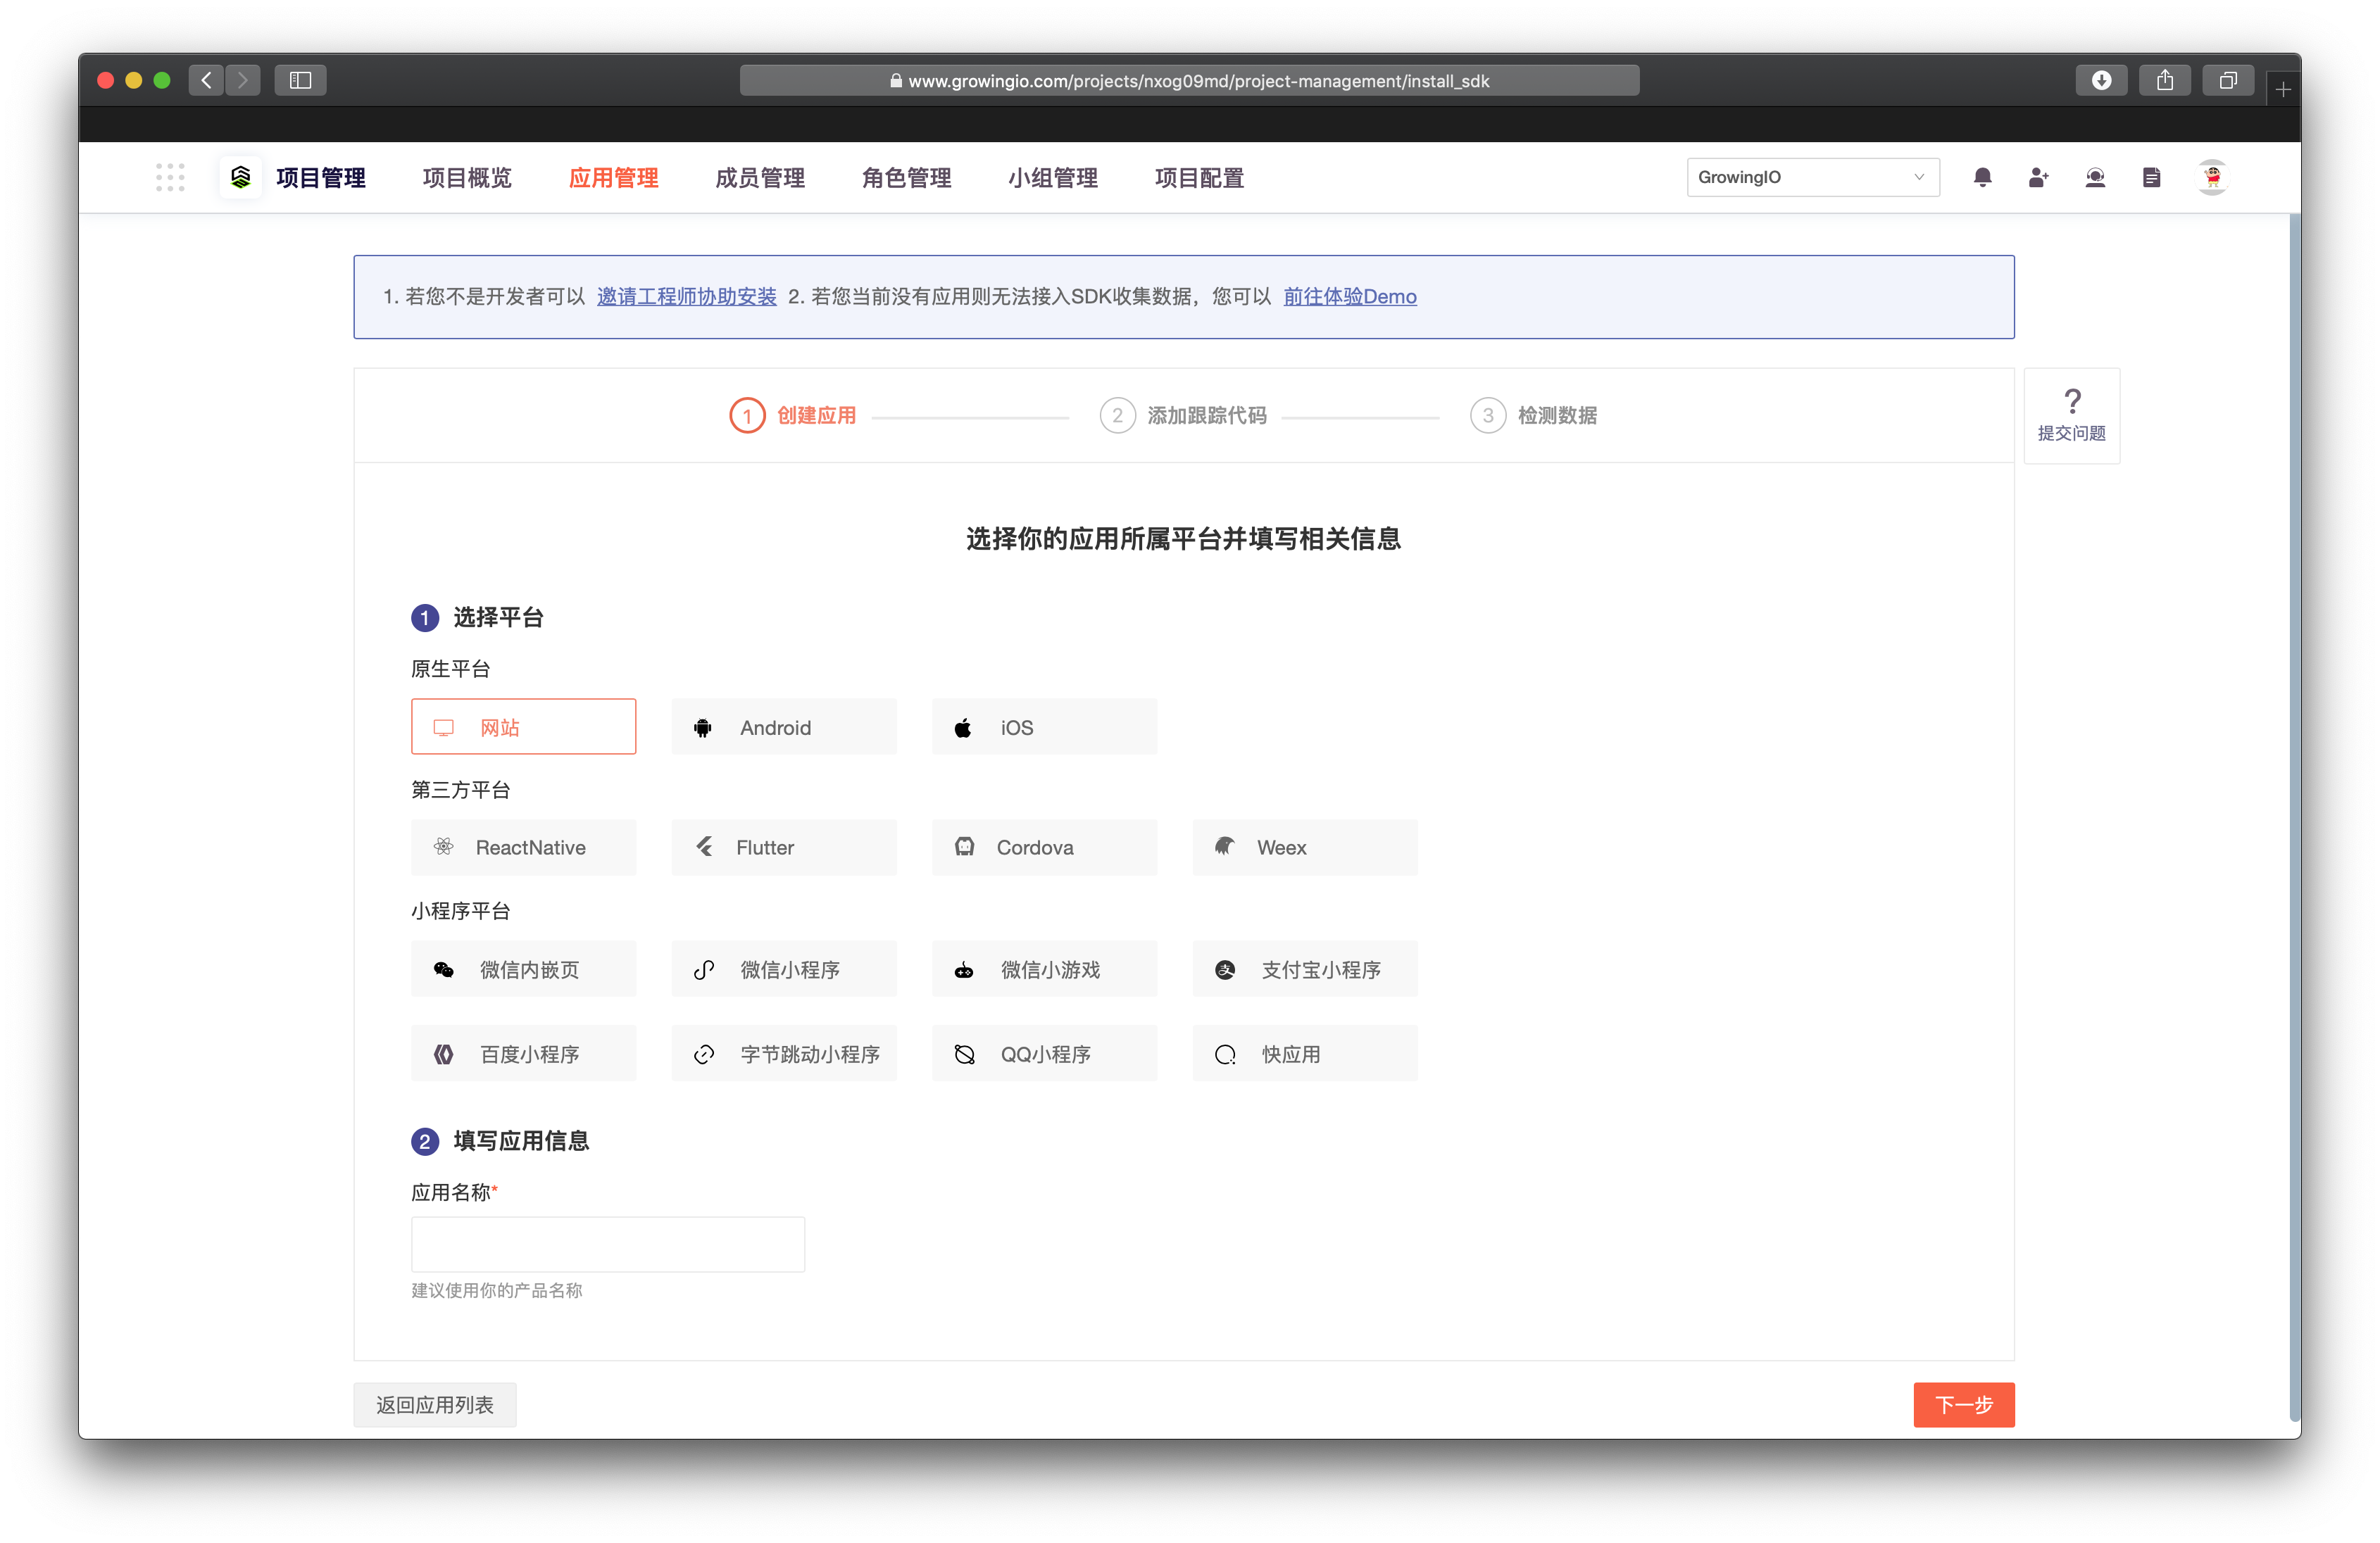 www.growingio.com/projects/nxog09md/project-management/install_sdk
项目管理 项目概览 应用管理 成员管理 角色管理 小组管理 项目配置 GrowingIO
1. 若您不是开发者可以 邀请工程师协助安装 2. 若您当前没有应用则无法接入SDK收集数据，您可以 前往体验Demo
1 创建应用 2 添加跟踪代码 3 检测数据
?
提交问题
选择你的应用所属平台并填写相关信息
1 选择平台
原生平台
网站 Android iOS
第三方平台
ReactNative Flutter Cordova Weex
小程序平台
微信内嵌页 微信小程序 微信小游戏 支付宝小程序
百度小程序 字节跳动小程序 QQ小程序 快应用
2 填写应用信息
应用名称*
建议使用你的产品名称
返回应用列表 下一步